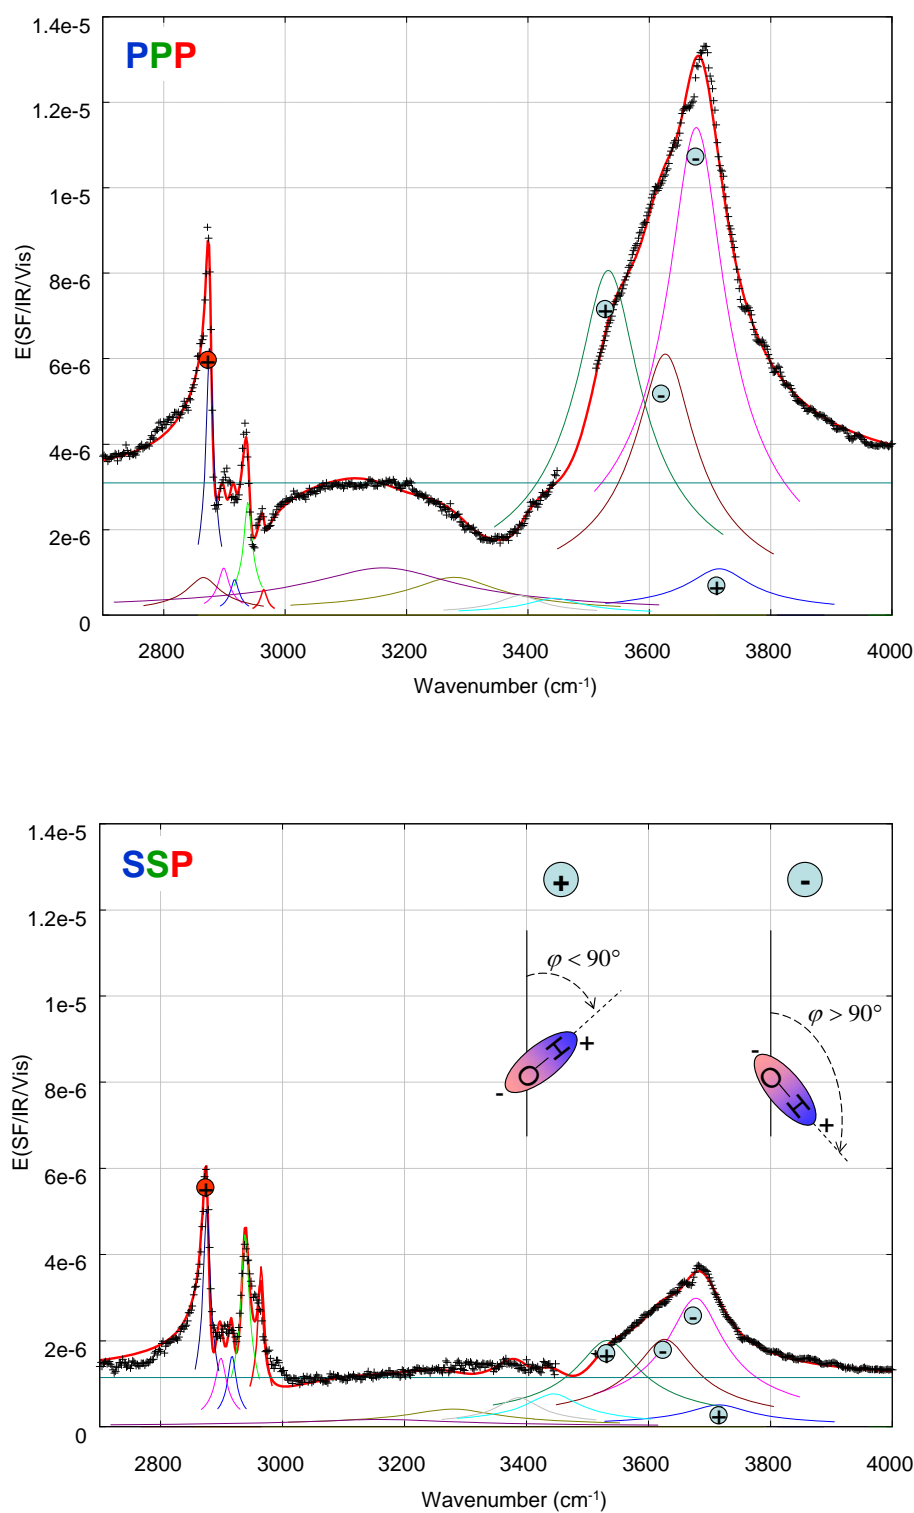 PPP
1.4e-5
1.2e-5
1e-5
8e-6
6e-6
4e-6
2e-6
0
E(SF/IR/Vis)
+
-
+
-
+
2800 3000 3200 3400 3600 3800 4000
Wavenumber (cm-1)
SSP
1.4e-5
1.2e-5
1e-5
8e-6
6e-6
4e-6
2e-6
0
E(SF/IR/Vis)
+ -
φ < 90°
φ > 90°
O—H
+
-
-
O—H
+
+
-
+
-
+
2800 3000 3200 3400 3600 3800 4000
Wavenumber (cm-1)